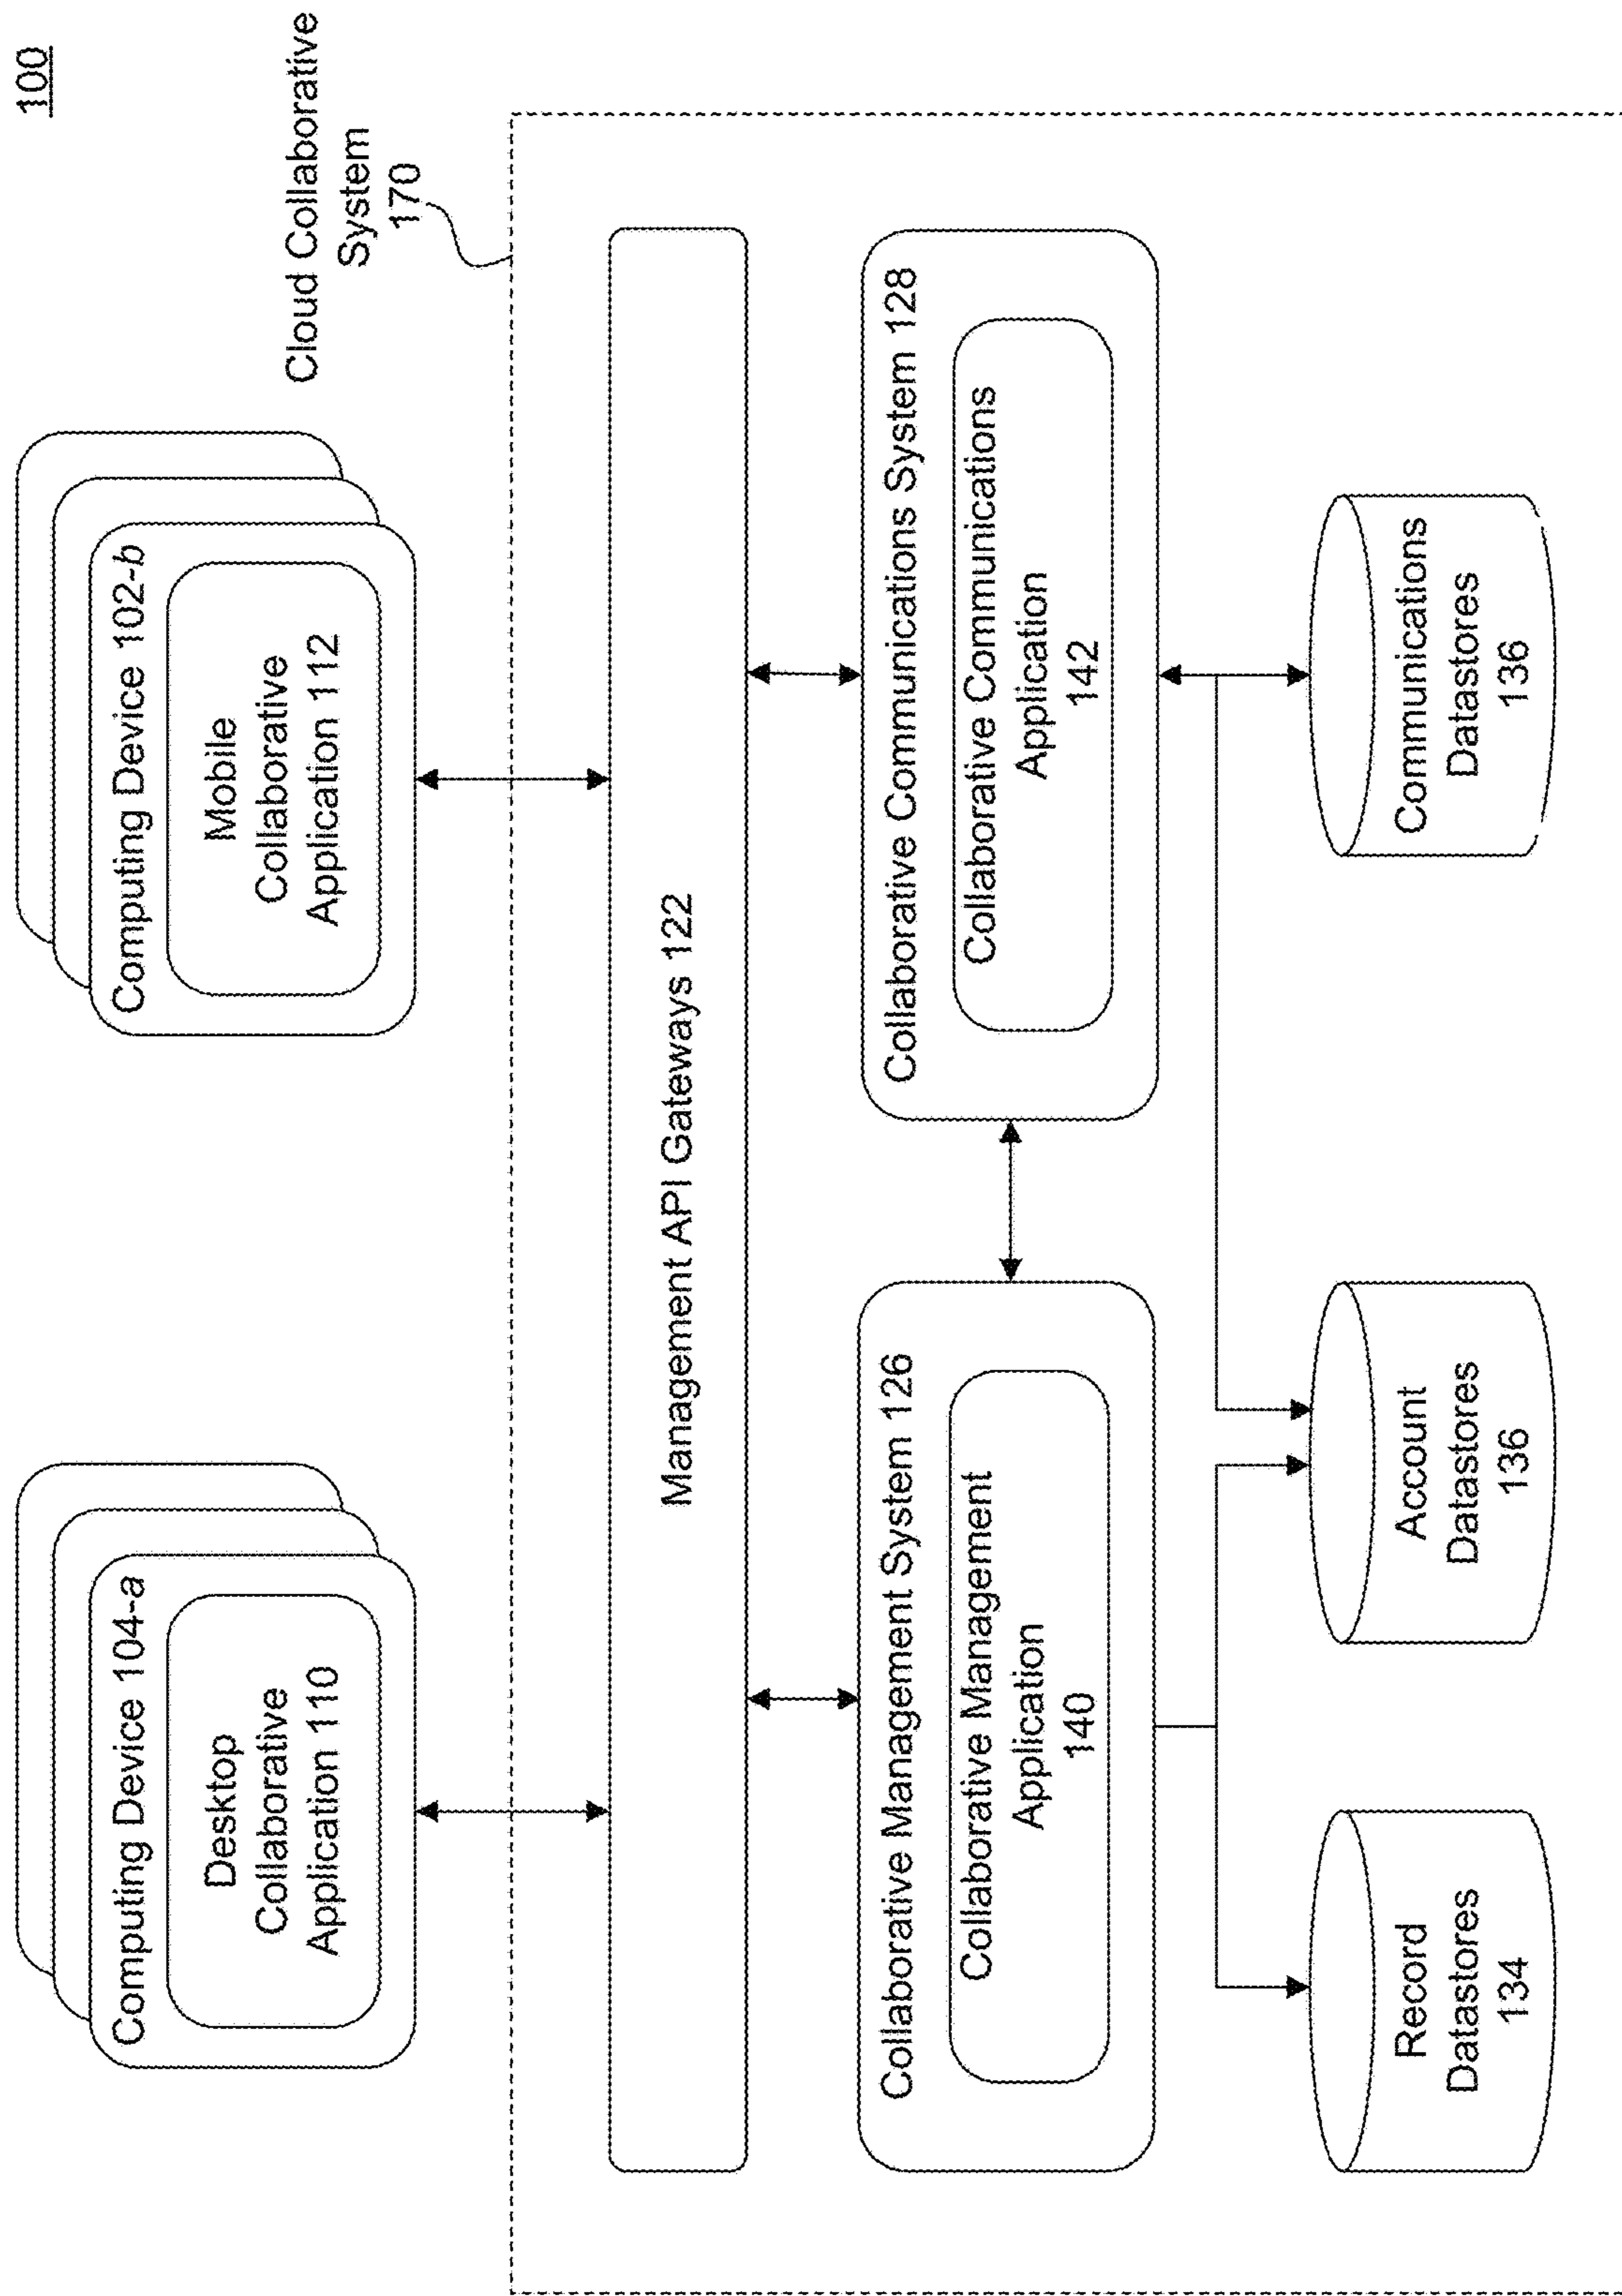 100
Computing Device 104-a
Desktop
Collaborative
Application 110
Computing Device 102-b
Mobile
Collaborative
Application 112
Cloud Collaborative
System
170
Management API Gateways 122
Collaborative Management System 126
Collaborative Management
Application
140
Collaborative Communications System 128
Collaborative Communications
Application
142
Record
Datastores
134
Account
Datastores
136
Communications
Datastores
136